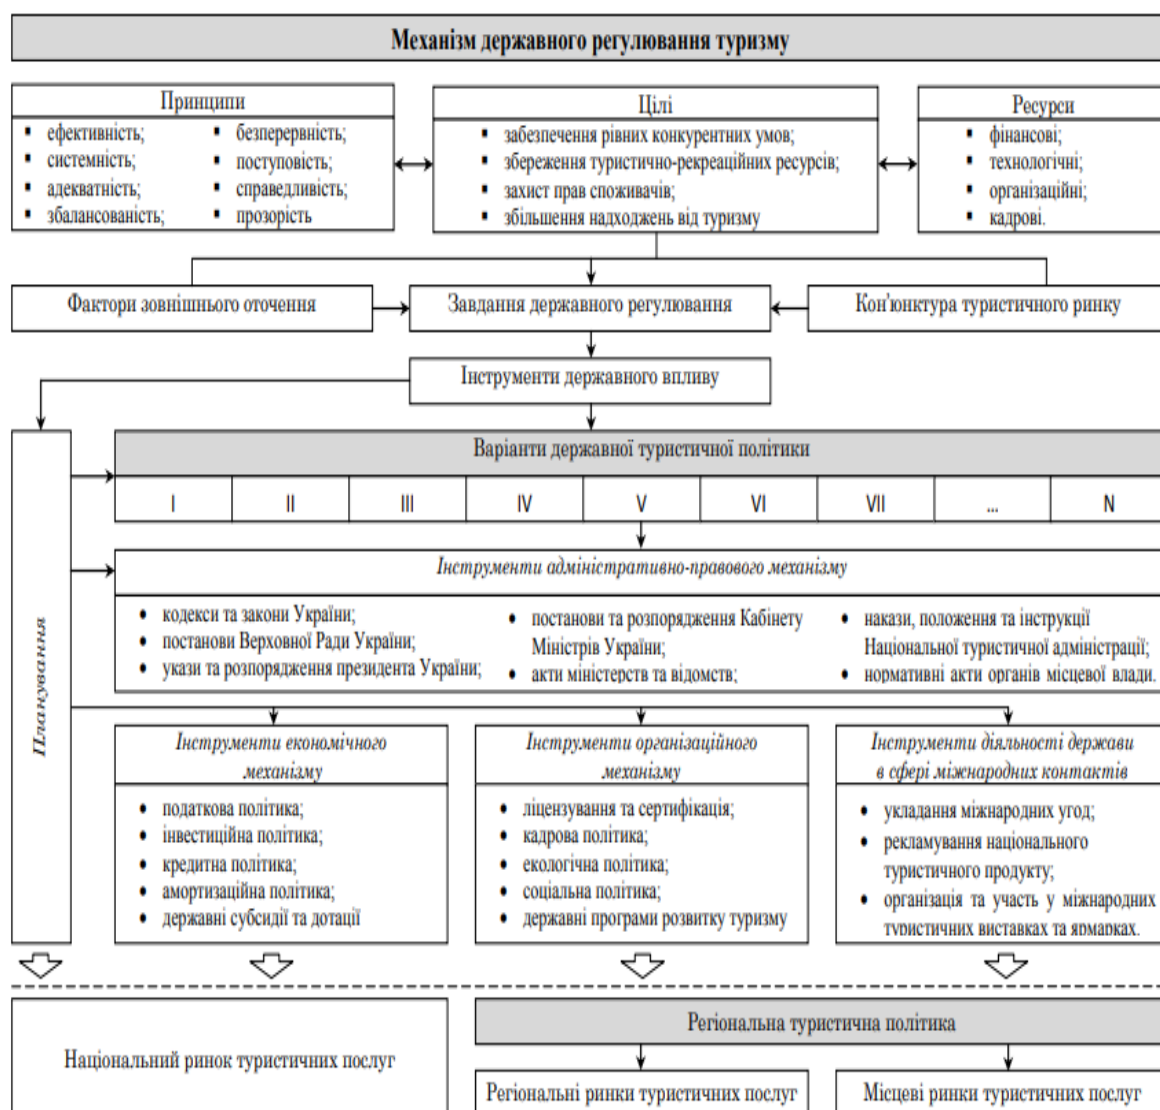 Механізм державного регулювання туризму
Принципи
▪ ефективність;
▪ системність;
▪ адекватність;
▪ збалансованість;
▪ безперервність;
▪ поступовість;
▪ справедливість;
▪ прозорість
Цілі
▪ забезпечення рівних конкурентних умов;
▪ збереження туристично-рекреаційних ресурсів;
▪ захист прав споживачів;
▪ збільшення надходжень від туризму
Ресурси
▪ фінансові;
▪ технологічні;
▪ організаційні;
▪ кадрові.
Фактори зовнішнього оточення
Завдання державного регулювання
Кон'юнктура туристичного ринку
Інструменти державного впливу
Планування
Варіанти державної туристичної політики
I II III IV V VI VII ... N
Інструменти адміністративно-правового механізму
• кодекси та закони України;
• постанови Верховної Ради України;
• укази та розпорядження президента України;
• постанови та розпорядження Кабінету
Міністрів України;
• акти міністерств та відомств;
• накази, положення та інструкції
Національної туристичної адміністрації;
• нормативні акти органів місцевої влади.
Інструменти економічного
механізму
• податкова політика;
• інвестиційна політика;
• кредитна політика;
• амортизаційна політика;
• державні субсидії та дотації
Інструменти організаційного
механізму
• ліцензування та сертифікація;
• кадрова політика;
• екологічна політика;
• соціальна політика;
• державні програми розвитку туризму
Інструменти діяльності держави
в сфері міжнародних контактів
• укладання міжнародних угод;
• рекламування національного
туристичного продукту;
• організація та участь у міжнародних
туристичних виставках та ярмарках.
Національний ринок туристичних послуг
Регіональна туристична політика
Регіональні ринки туристичних послуг
Місцеві ринки туристичних послуг